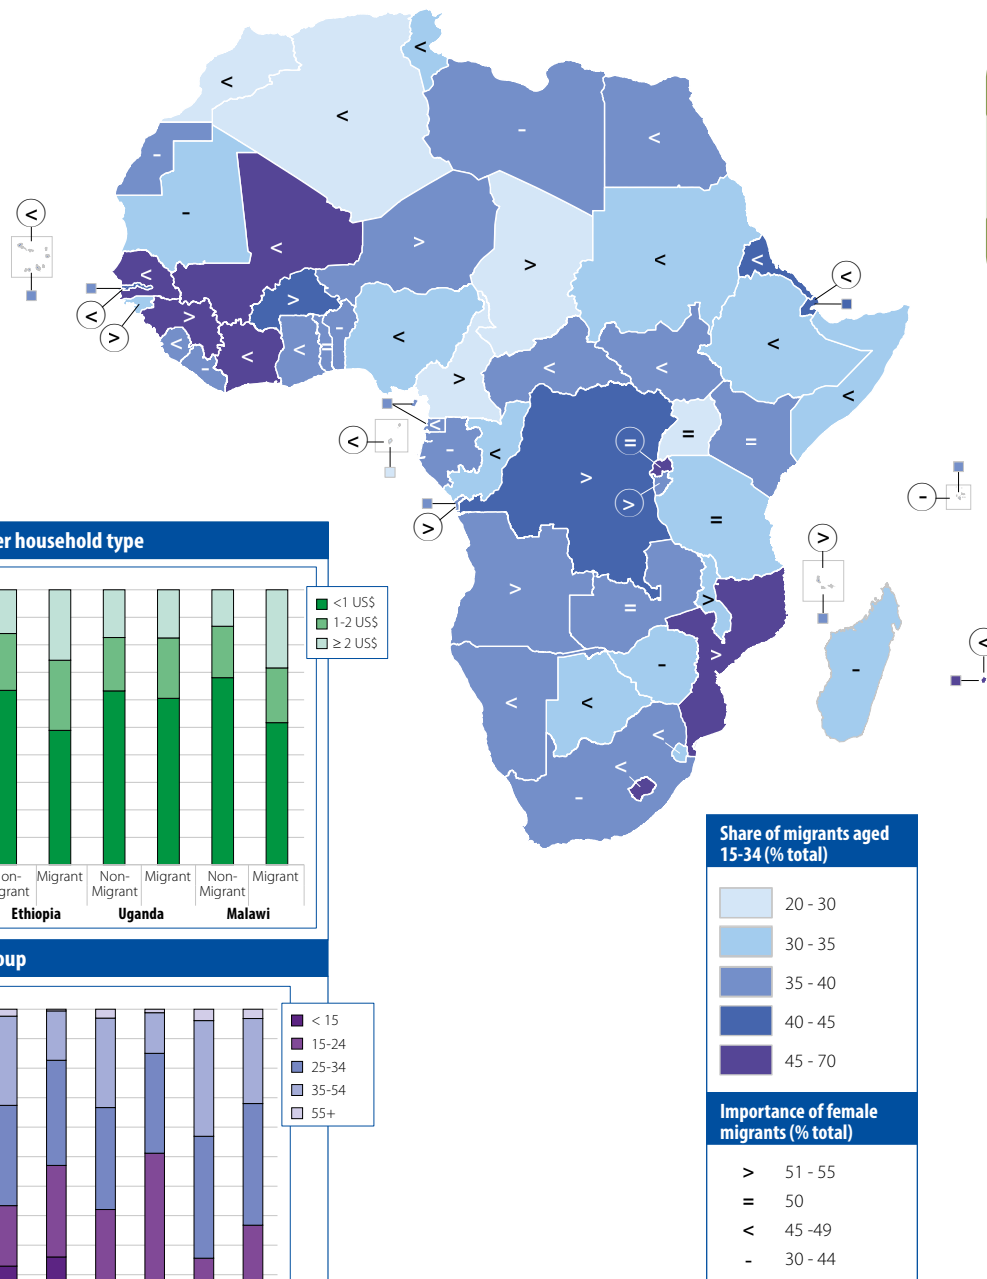 er household type
<1 US$
1-2 US$
≥ 2 US$
on-
grant
Migrant
Non-
Migrant
Migrant
Non-
Migrant
Migrant
Ethiopia
Uganda
Malawi
oup
< 15
15-24
25-34
35-54
55+
Share of migrants aged
15-34 (% total)
20 - 30
30 - 35
35 - 40
40 - 45
45 - 70
Importance of female
migrants (% total)
> 51 - 55
= 50
< 45 -49
- 30 - 44